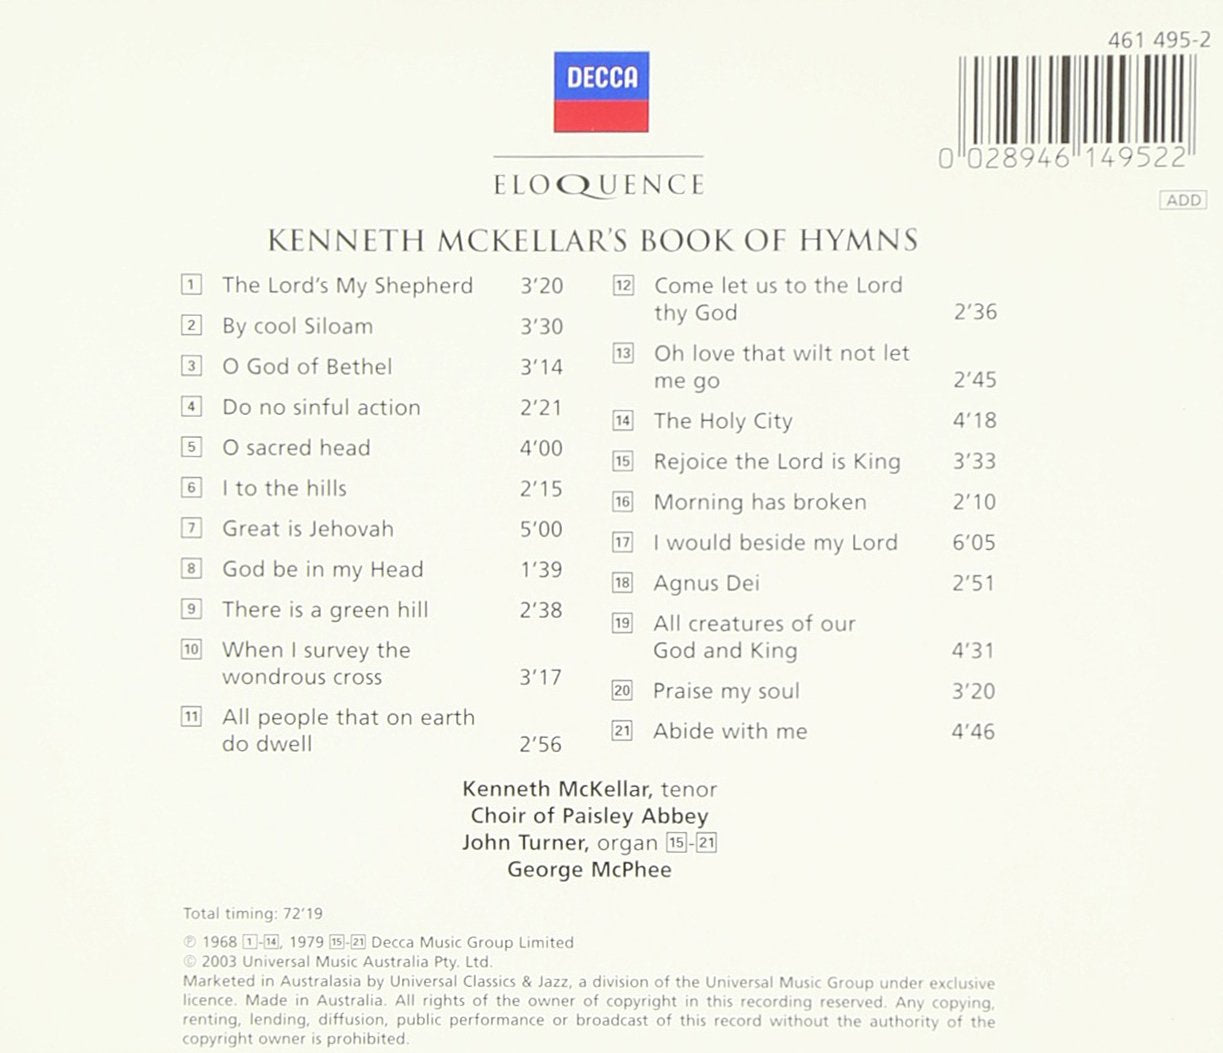 461 495-2
DECCA
0 028946 149522
ELOQUENCE
ADD
KENNETH MCKELLAR'S BOOK OF HYMNS
1 The Lord's My Shepherd 3'20
2 By cool Siloam 3'30
3 O God of Bethel 3'14
4 Do no sinful action 2'21
5 O sacred head 4'00
6 I to the hills 2'15
7 Great is Jehovah 5'00
8 God be in my Head 1'39
9 There is a green hill 2'38
10 When I survey the
wondrous cross 3'17
11 All people that on earth
do dwell 2'56
12 Come let us to the Lord
thy God 2'36
13 Oh love that wilt not let
me go 2'45
14 The Holy City 4'18
15 Rejoice the Lord is King 3'33
16 Morning has broken 2'10
17 I would beside my Lord 6'05
18 Agnus Dei 2'51
19 All creatures of our
God and King 4'31
20 Praise my soul 3'20
21 Abide with me 4'46
Kenneth McKellar, tenor
Choir of Paisley Abbey
John Turner, organ 15-21
George McPhee
Total timing: 72'19
℗ 1968 1-14, 1979 15-21 Decca Music Group Limited
© 2003 Universal Music Australia Pty. Ltd.
Marketed in Australasia by Universal Classics & Jazz, a division of the Universal Music Group under exclusive
licence. Made in Australia. All rights of the owner of copyright in this recording reserved. Any copying,
renting, lending, diffusion, public performance or broadcast of this record without the authority of the
copyright owner is prohibited.